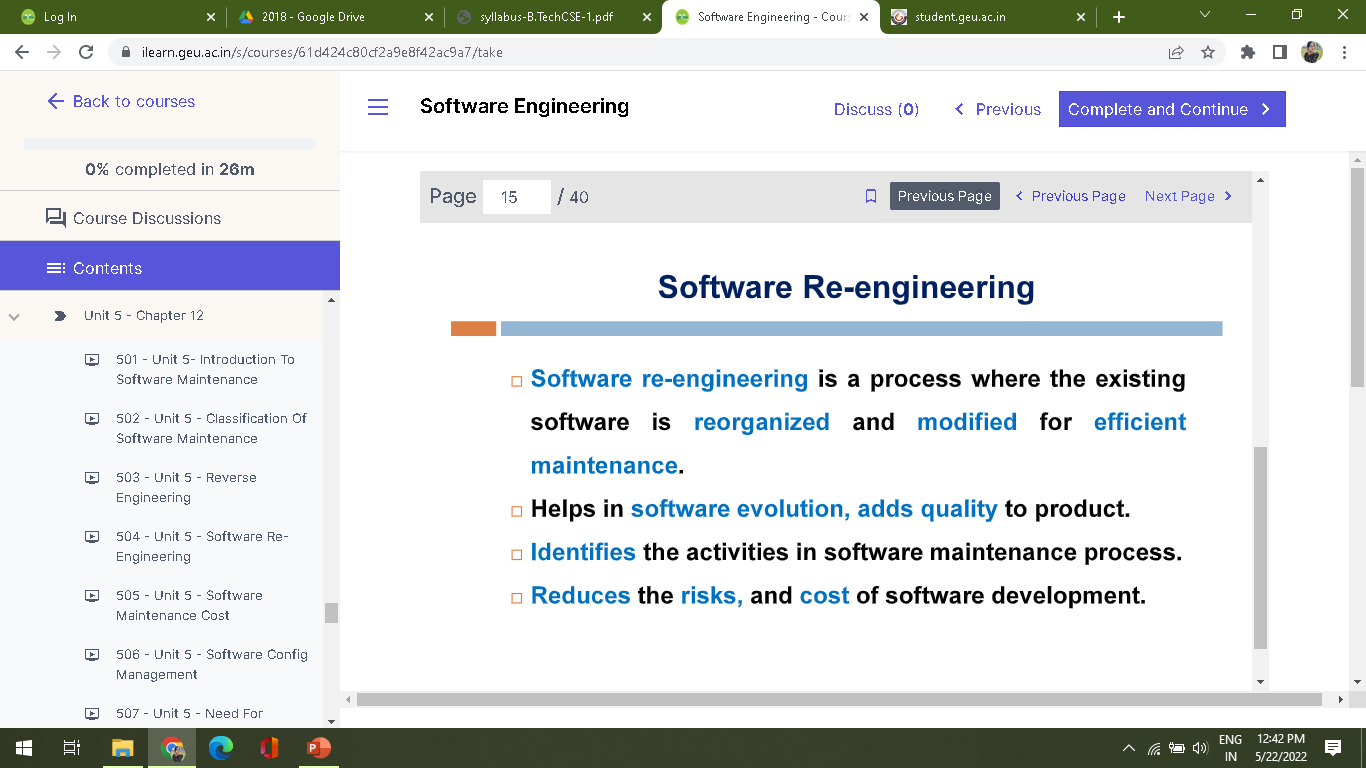 Log In
2018 - Google Drive
syllabus-B.TechCSE-1.pdf
Software Engineering - Cours
student.geu.ac.in
ilearn.geu.ac.in/s/courses/61d424c80cf2a9e8f42ac9a7/take
Back to courses
0% completed in 26m
Course Discussions
Contents
Unit 5 - Chapter 12
501 - Unit 5- Introduction To
Software Maintenance
502 - Unit 5 - Classification Of
Software Maintenance
503 - Unit 5 - Reverse
Engineering
504 - Unit 5 - Software Re-
Engineering
505 - Unit 5 - Software
Maintenance Cost
506 - Unit 5 - Software Config
Management
507 - Unit 5 - Need For
Software Engineering
Discuss (0)
Previous
Complete and Continue
Page 15 / 40
Previous Page
Previous Page
Next Page
Software Re-engineering
Software re-engineering is a process where the existing
software is reorganized and modified for efficient
maintenance.
Helps in software evolution, adds quality to product.
Identifies the activities in software maintenance process.
Reduces the risks, and cost of software development.
ENG
IN
12:42 PM
5/22/2022